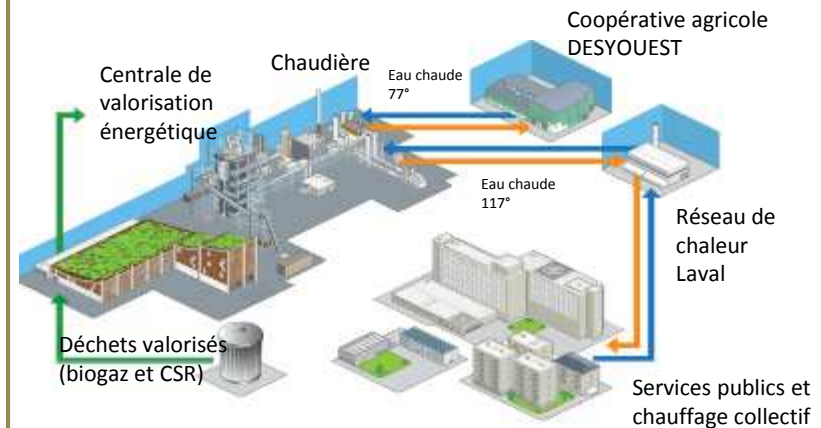 Coopérative agricole
DESYOUEST
Centrale de
valorisation
énergétique
Chaudière
Eau chaude
77°
Eau chaude
117°
Réseau de
chaleur
Laval
Déchets valorisés
(biogaz et CSR)
Services publics et
chauffage collectif